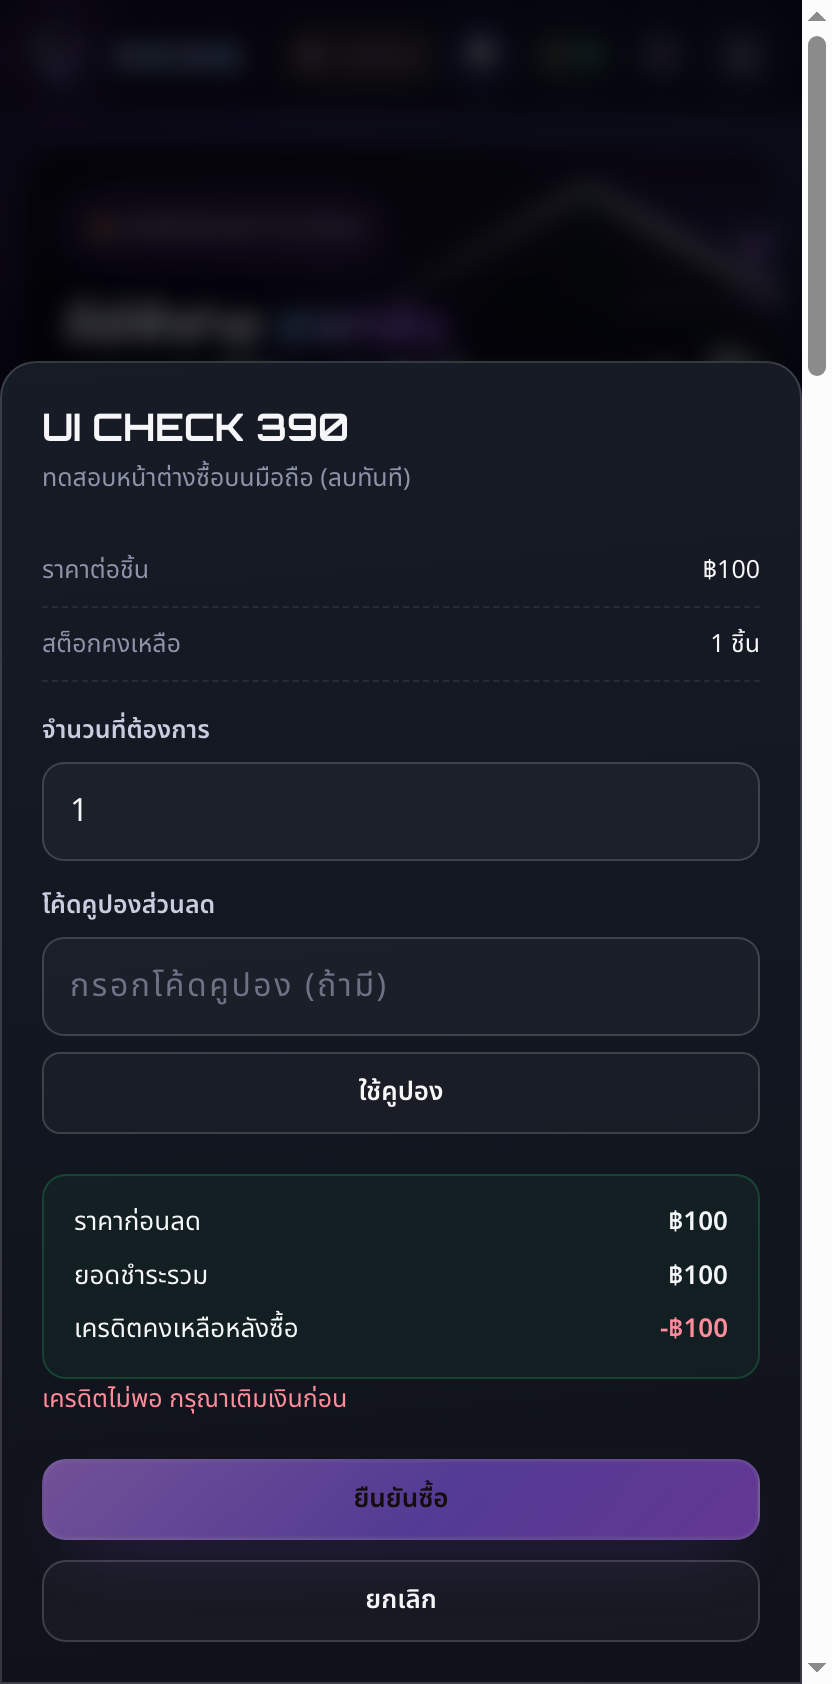 UI CHECK 390
ทดสอบหน้าต่างซื้อบนมือถือ (ลบทันที)
ราคาต่อชิ้น ฿100
สต็อกคงเหลือ 1 ชิ้น
จำนวนที่ต้องการ
1
โค้ดคูปองส่วนลด
กรอกโค้ดคูปอง (ถ้ามี)
ใช้คูปอง
ราคาก่อนลด ฿100
ยอดชำระรวม ฿100
เครดิตคงเหลือหลังซื้อ -฿100
เครดิตไม่พอ กรุณาเติมเงินก่อน
ยืนยันซื้อ
ยกเลิก